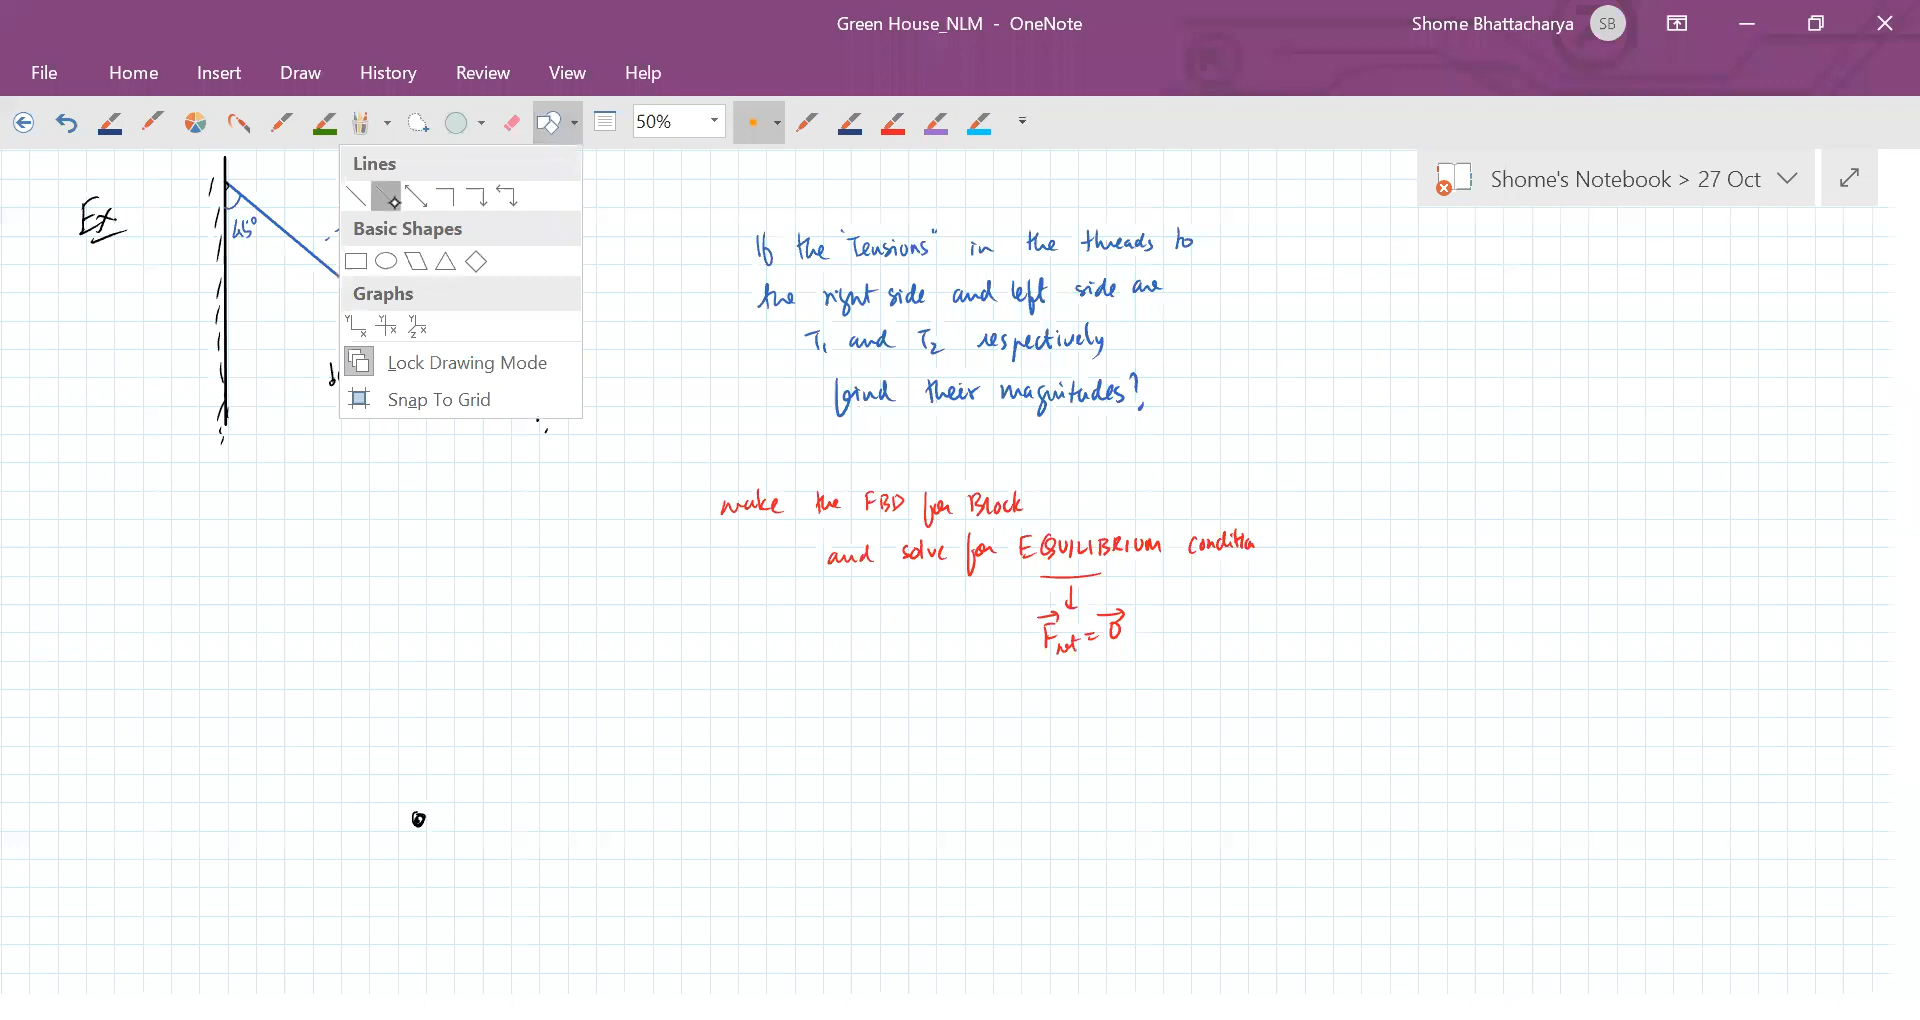 Green House_NLM - OneNote
Shome Bhattacharya SB
File Home Insert Draw History Review View Help
50%
Lines
Basic Shapes
Graphs
Y X Y X Y Z X
Lock Drawing Mode
Snap To Grid
Shome's Notebook > 27 Oct
Ex
45°
If the "Tensions" in the threads to
the right side and left side are
T₁ and T₂ respectively
find their magnitudes?
make the FBD for Block
and solve for EQUILIBRIUM condition
↓
F⃗net = 0⃗